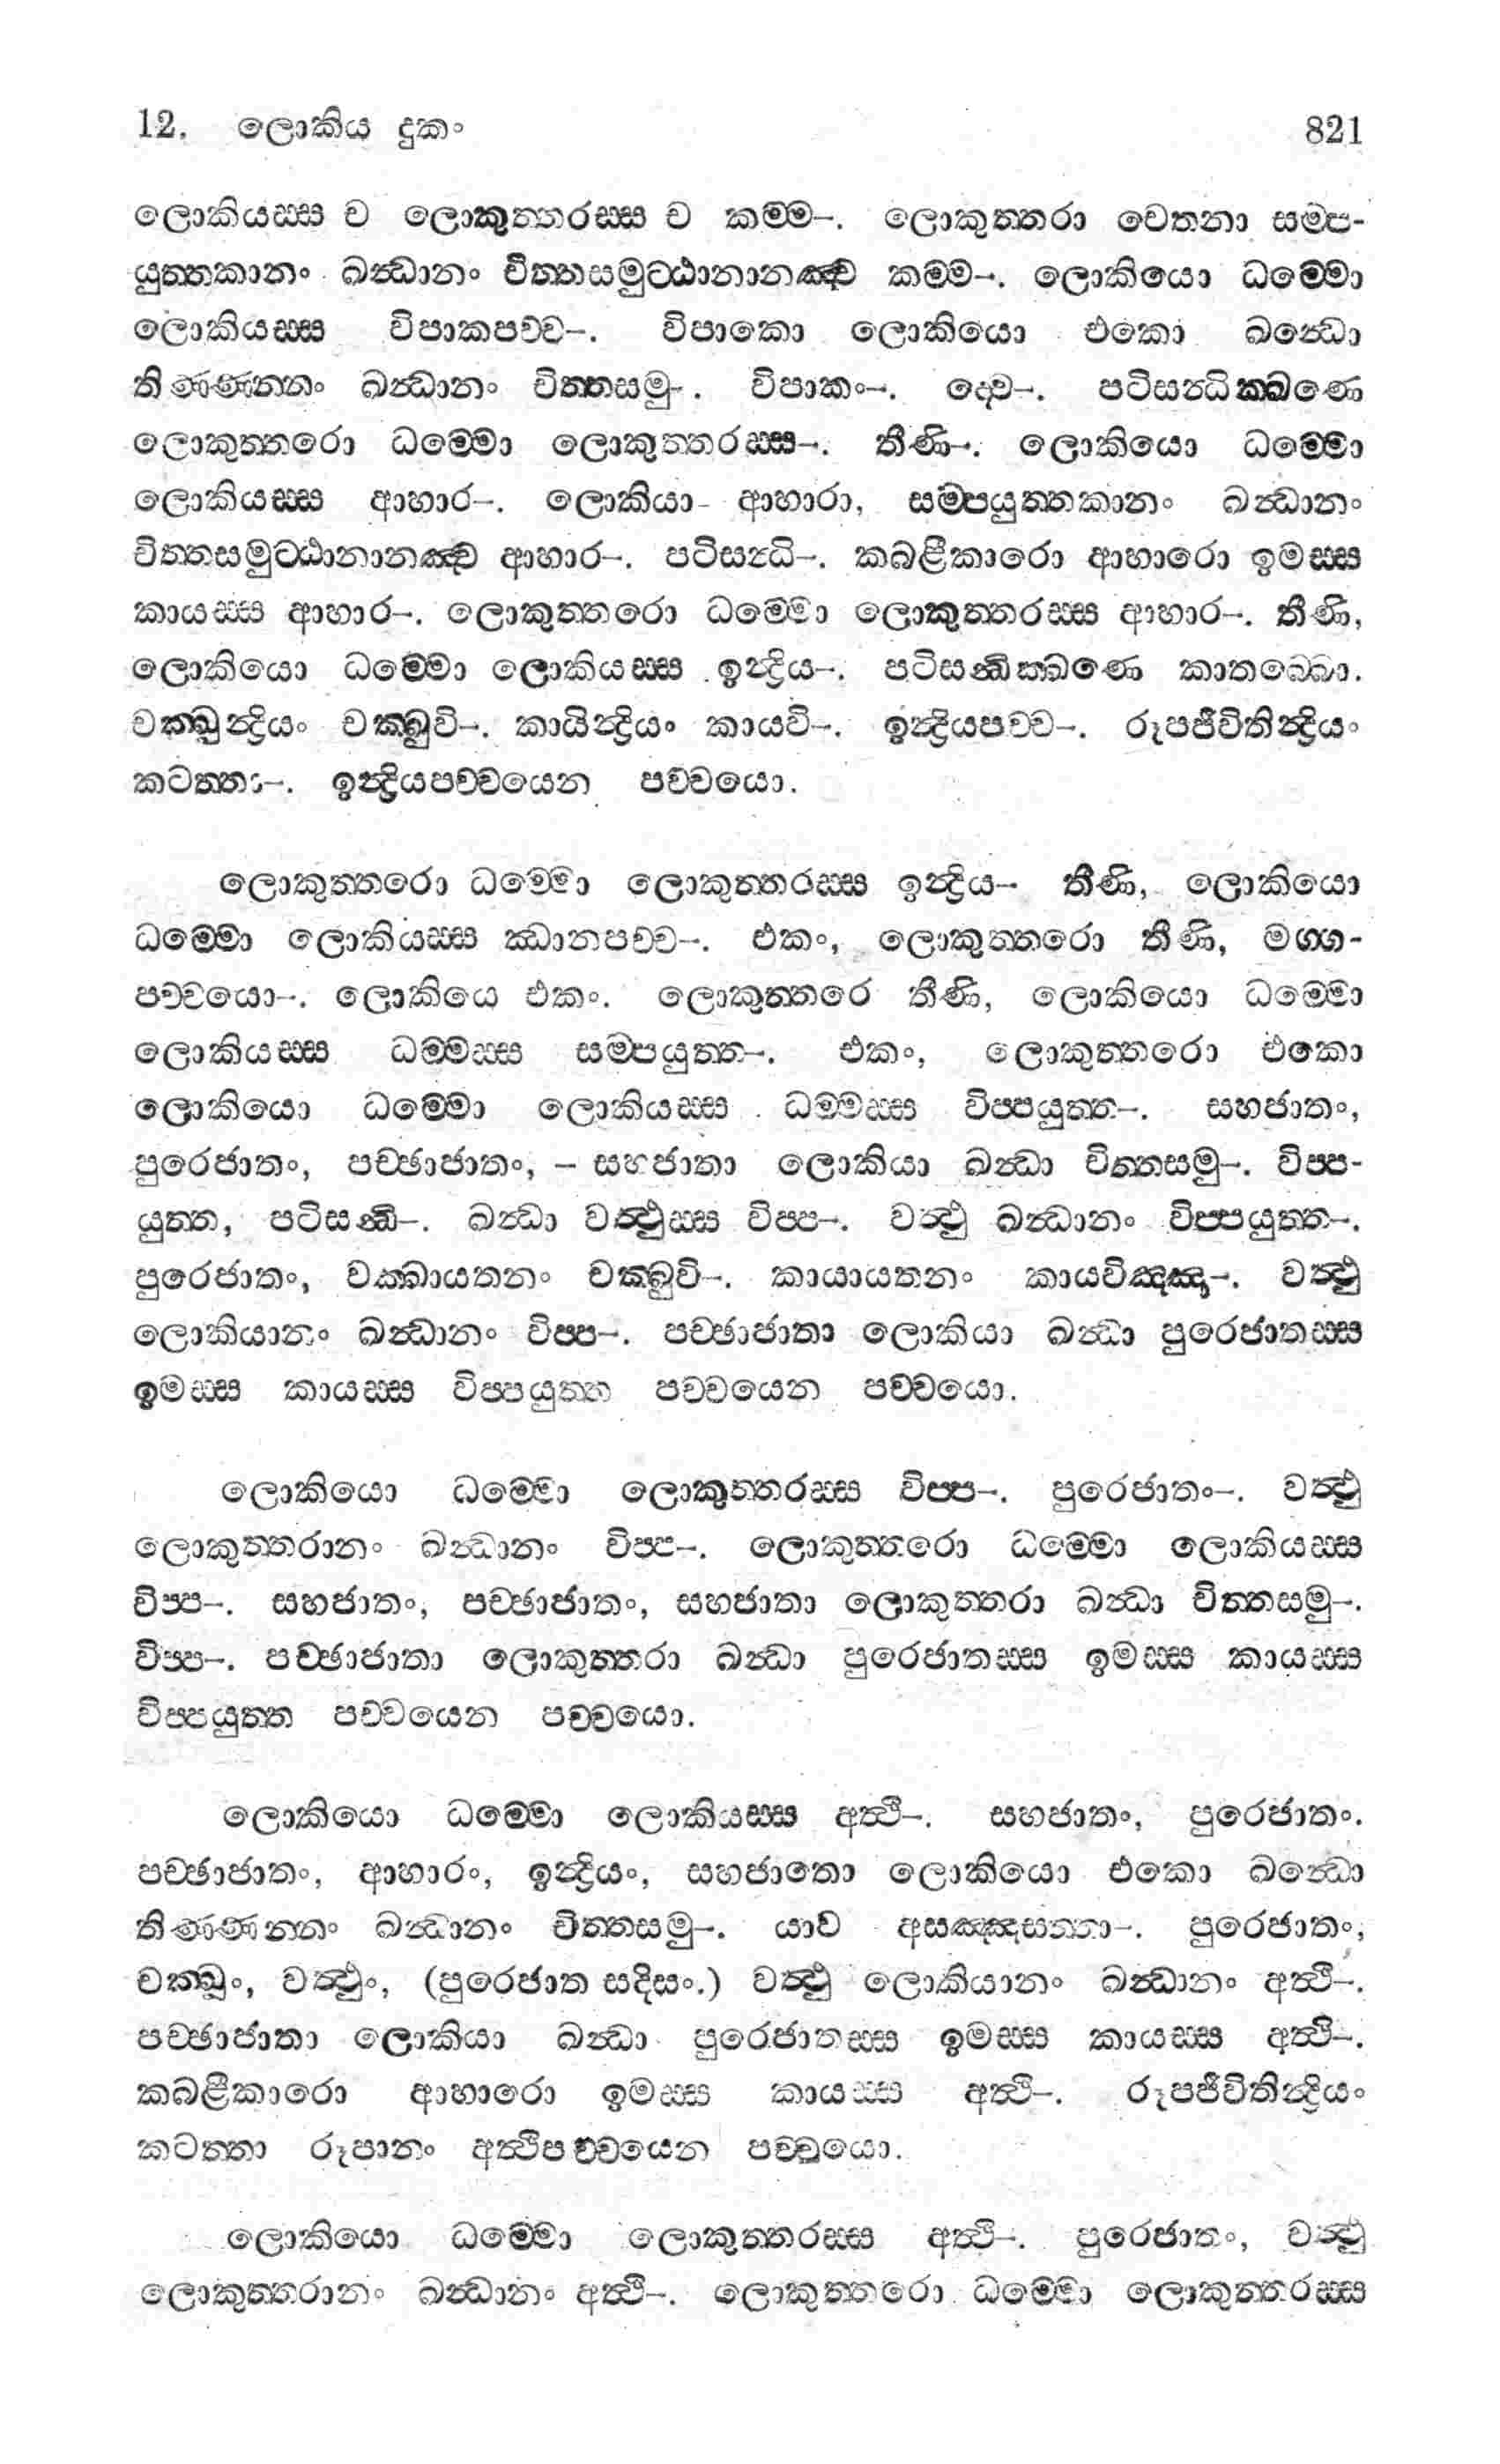 12. ලොකිය දුකං 821
ලොකියස්ස ච ලොකුත්තරස්ස ච කම්ම–. ලොකුත්තරා චෙතනා සම්ප-
යුත්තකානං ඛන්ධානං චිත්තසමුට්ඨානානඤ්ච කම්ම–. ලොකියො ධම්මො
ලොකියස්ස විපාකපච්ච–. විපාකො ලොකියො එකො ඛන්ධො
තිණ්ණන්නං ඛන්ධානං චිත්තසමු–. විපාකං–. ද්වෙ–. පටිසන්ධික්ඛණෙ
ලොකුත්තරො ධම්මො ලොකුත්තරස්ස–. තීණි–. ලොකියො ධම්මො
ලොකියස්ස ආහාර–. ලොකියා ආහාරා, සම්පයුත්තකානං ඛන්ධානං
චිත්තසමුට්ඨානානඤ්ච ආහාර–. පටිසන්ධි–. කබළීකාරො ආහාරො ඉමස්ස
කායස්ස ආහාර–. ලොකුත්තරො ධම්මො ලොකුත්තරස්ස ආහාර–. තීණි,
ලොකියො ධම්මො ලොකියස්ස ඉන්ද්‍රිය–. පටිසන්ධික්ඛණෙ කාතබ්බො.
චක්ඛුන්ද්‍රියං චක්ඛුවි–. කායින්ද්‍රියං කායවි–. ඉන්ද්‍රියපච්ච–. රූපජීවිතින්ද්‍රියං
කටත්තා–. ඉන්ද්‍රියපච්චයෙන පච්චයො.
ලොකුත්තරො ධම්මො ලොකුත්තරස්ස ඉන්ද්‍රිය– තීණි, ලොකියො
ධම්මො ලොකියස්ස ඣානපච්ච–. එකං, ලොකුත්තරො තීණි, මග්ග-
පච්චයො–. ලොකියෙ එකං. ලොකුත්තරෙ තීණි, ලොකියො ධම්මො
ලොකියස්ස ධම්මස්ස සම්පයුත්ත–. එකං, ලොකුත්තරො එකො
ලොකියො ධම්මො ලොකියස්ස ධම්මස්ස විප්පයුත්ත–. සහජාතං,
පුරෙජාතං, පච්ඡාජාතං, – සහජාතා ලොකියා ඛන්ධා චිත්තසමු–. විප්ප-
යුත්ත, පටිසන්ධි–. ඛන්ධා වත්ථුස්ස විප්ප–. වත්ථු ඛන්ධානං විප්පයුත්ත–.
පුරෙජාතං, චක්ඛායතනං චක්ඛුවි–. කායායතනං කායවිඤ්ඤා–. වත්ථු
ලොකියානං ඛන්ධානං විප්ප–. පච්ඡාජාතා ලොකියා ඛන්ධා පුරෙජාතස්ස
ඉමස්ස කායස්ස විප්පයුත්ත පච්චයෙන පච්චයො.
ලොකියො ධම්මො ලොකුත්තරස්ස විප්ප–. පුරෙජාතං–. වත්ථු
ලොකුත්තරානං ඛන්ධානං විප්ප–. ලොකුත්තරො ධම්මො ලොකියස්ස
විප්ප–. සහජාතං, පච්ඡාජාතං, සහජාතා ලොකුත්තරා ඛන්ධා චිත්තසමු–.
විප්ප–. පච්ඡාජාතා ලොකුත්තරා ඛන්ධා පුරෙජාතස්ස ඉමස්ස කායස්ස
විප්පයුත්ත පච්චයෙන පච්චයො.
ලොකියො ධම්මො ලොකියස්ස අත්ථි–. සහජාතං, පුරෙජාතං.
පච්ඡාජාතං, ආහාරං, ඉන්ද්‍රියං, සහජාතො ලොකියො එකො ඛන්ධො
තිණ්ණන්නං ඛන්ධානං චිත්තසමු–. යාව අසඤ්ඤසත්තා–. පුරෙජාතං,
චක්ඛුං, වත්ථුං, (පුරෙජාත සදිසං.) වත්ථු ලොකියානං ඛන්ධානං අත්ථි–.
පච්ඡාජාතා ලොකියා ඛන්ධා පුරෙජාතස්ස ඉමස්ස කායස්ස අත්ථි–.
කබළීකාරො ආහාරො ඉමස්ස කායස්ස අත්ථි–. රූපජීවිතින්ද්‍රියං
කටත්තා රූපානං අත්ථිපච්චයෙන පච්චයො.
ලොකියො ධම්මො ලොකුත්තරස්ස අත්ථි–. පුරෙජාතං, වත්ථු
ලොකුත්තරානං ඛන්ධානං අත්ථි–. ලොකුත්තරො ධම්මො ලොකුත්තරස්ස